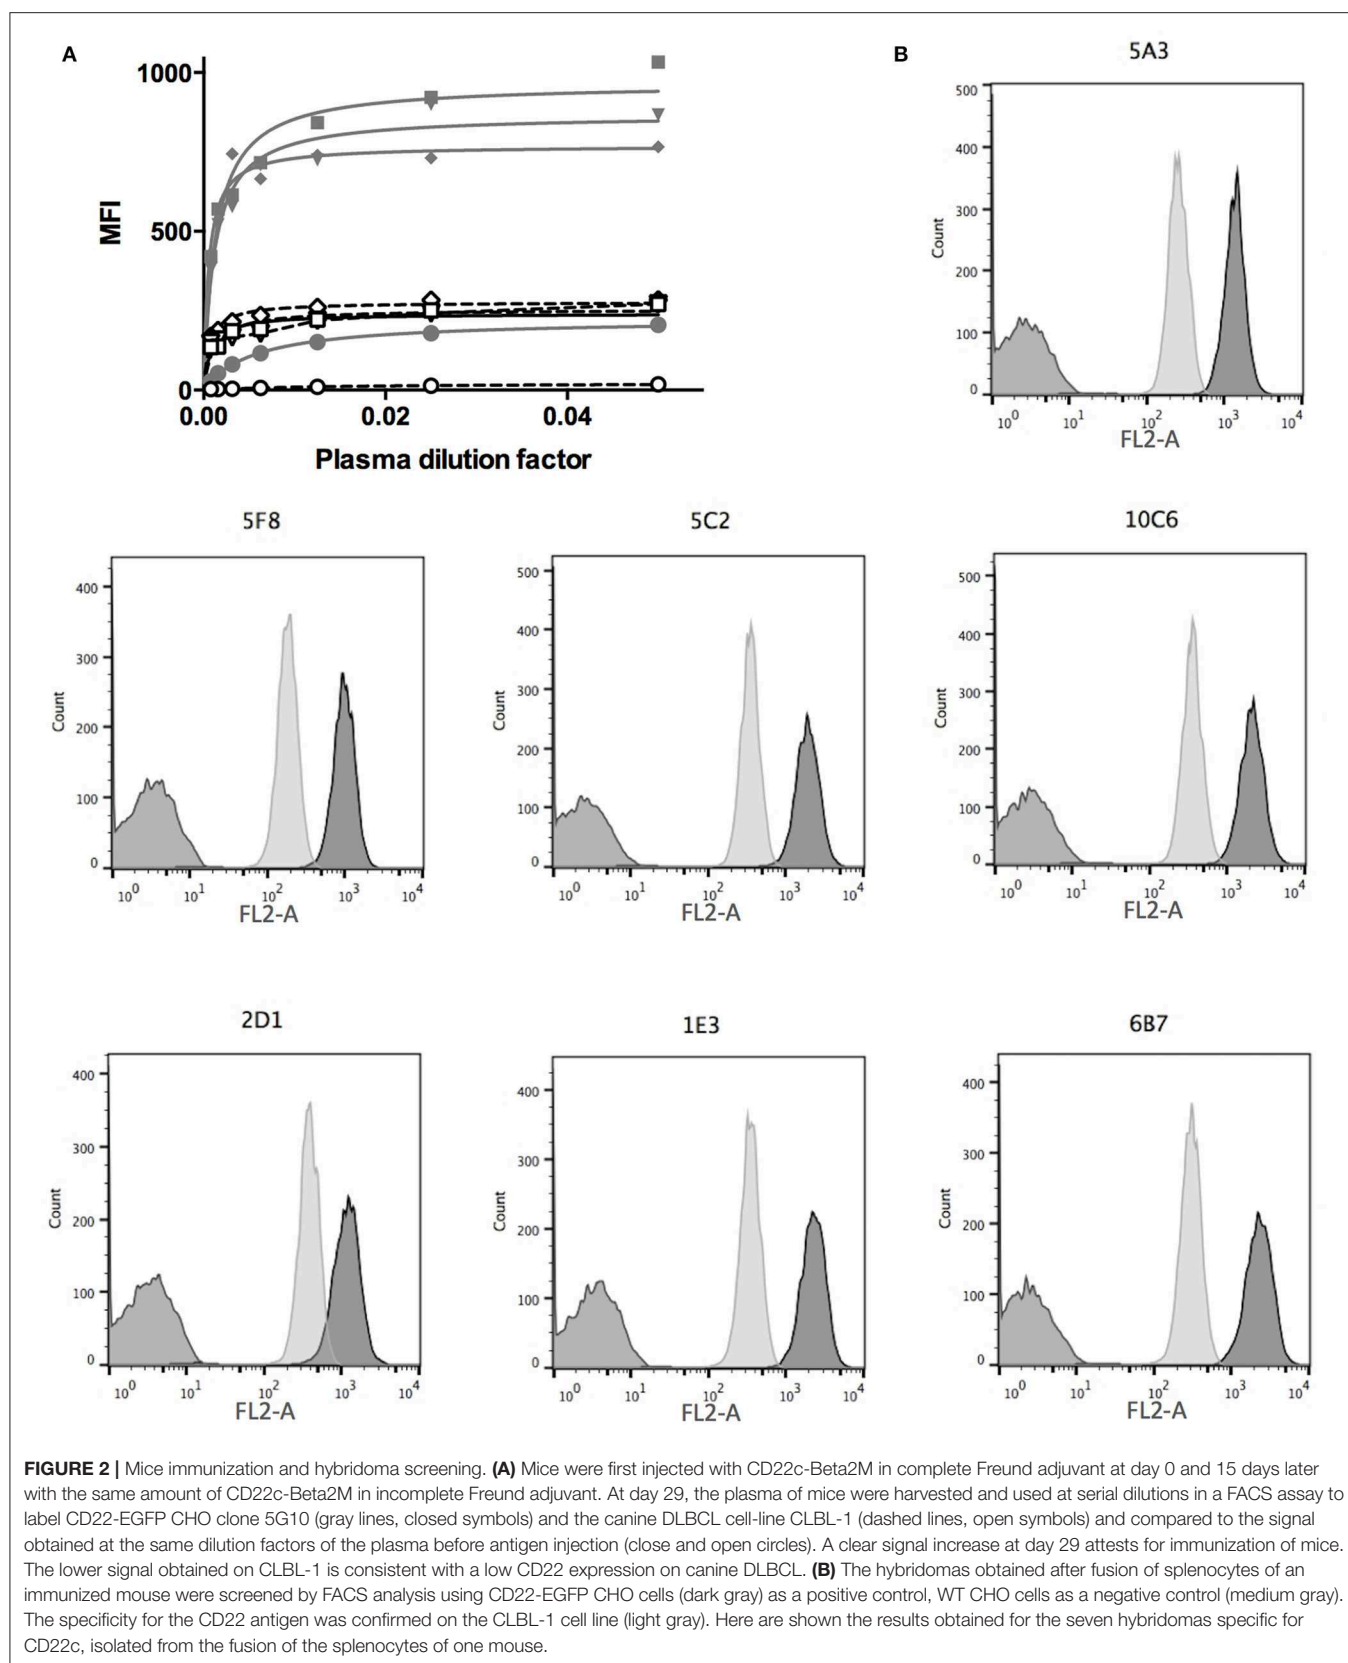 A
B
1000
500
0
MFI
0.00
0.02
0.04
Plasma dilution factor
5A3
500
400
300
200
100
0
Count
10^0 10^1 10^2 10^3 10^4
FL2-A
5F8
400
300
200
100
0
Count
10^0 10^1 10^2 10^3 10^4
FL2-A
5C2
500
400
300
200
100
0
Count
10^0 10^1 10^2 10^3 10^4
FL2-A
10C6
500
400
300
200
100
0
Count
10^0 10^1 10^2 10^3 10^4
FL2-A
2D1
400
300
200
100
0
Count
10^0 10^1 10^2 10^3 10^4
FL2-A
1E3
400
300
200
100
0
Count
10^0 10^1 10^2 10^3 10^4
FL2-A
6B7
400
300
200
100
0
Count
10^0 10^1 10^2 10^3 10^4
FL2-A
FIGURE 2 | Mice immunization and hybridoma screening. (A) Mice were first injected with CD22c-Beta2M in complete Freund adjuvant at day 0 and 15 days later
with the same amount of CD22c-Beta2M in incomplete Freund adjuvant. At day 29, the plasma of mice were harvested and used at serial dilutions in a FACS assay to
label CD22-EGFP CHO clone 5G10 (gray lines, closed symbols) and the canine DLBCL cell-line CLBL-1 (dashed lines, open symbols) and compared to the signal
obtained at the same dilution factors of the plasma before antigen injection (close and open circles). A clear signal increase at day 29 attests for immunization of mice.
The lower signal obtained on CLBL-1 is consistent with a low CD22 expression on canine DLBCL. (B) The hybridomas obtained after fusion of splenocytes of an
immunized mouse were screened by FACS analysis using CD22-EGFP CHO cells (dark gray) as a positive control, WT CHO cells as a negative control (medium gray).
The specificity for the CD22 antigen was confirmed on the CLBL-1 cell line (light gray). Here are shown the results obtained for the seven hybridomas specific for
CD22c, isolated from the fusion of the splenocytes of one mouse.